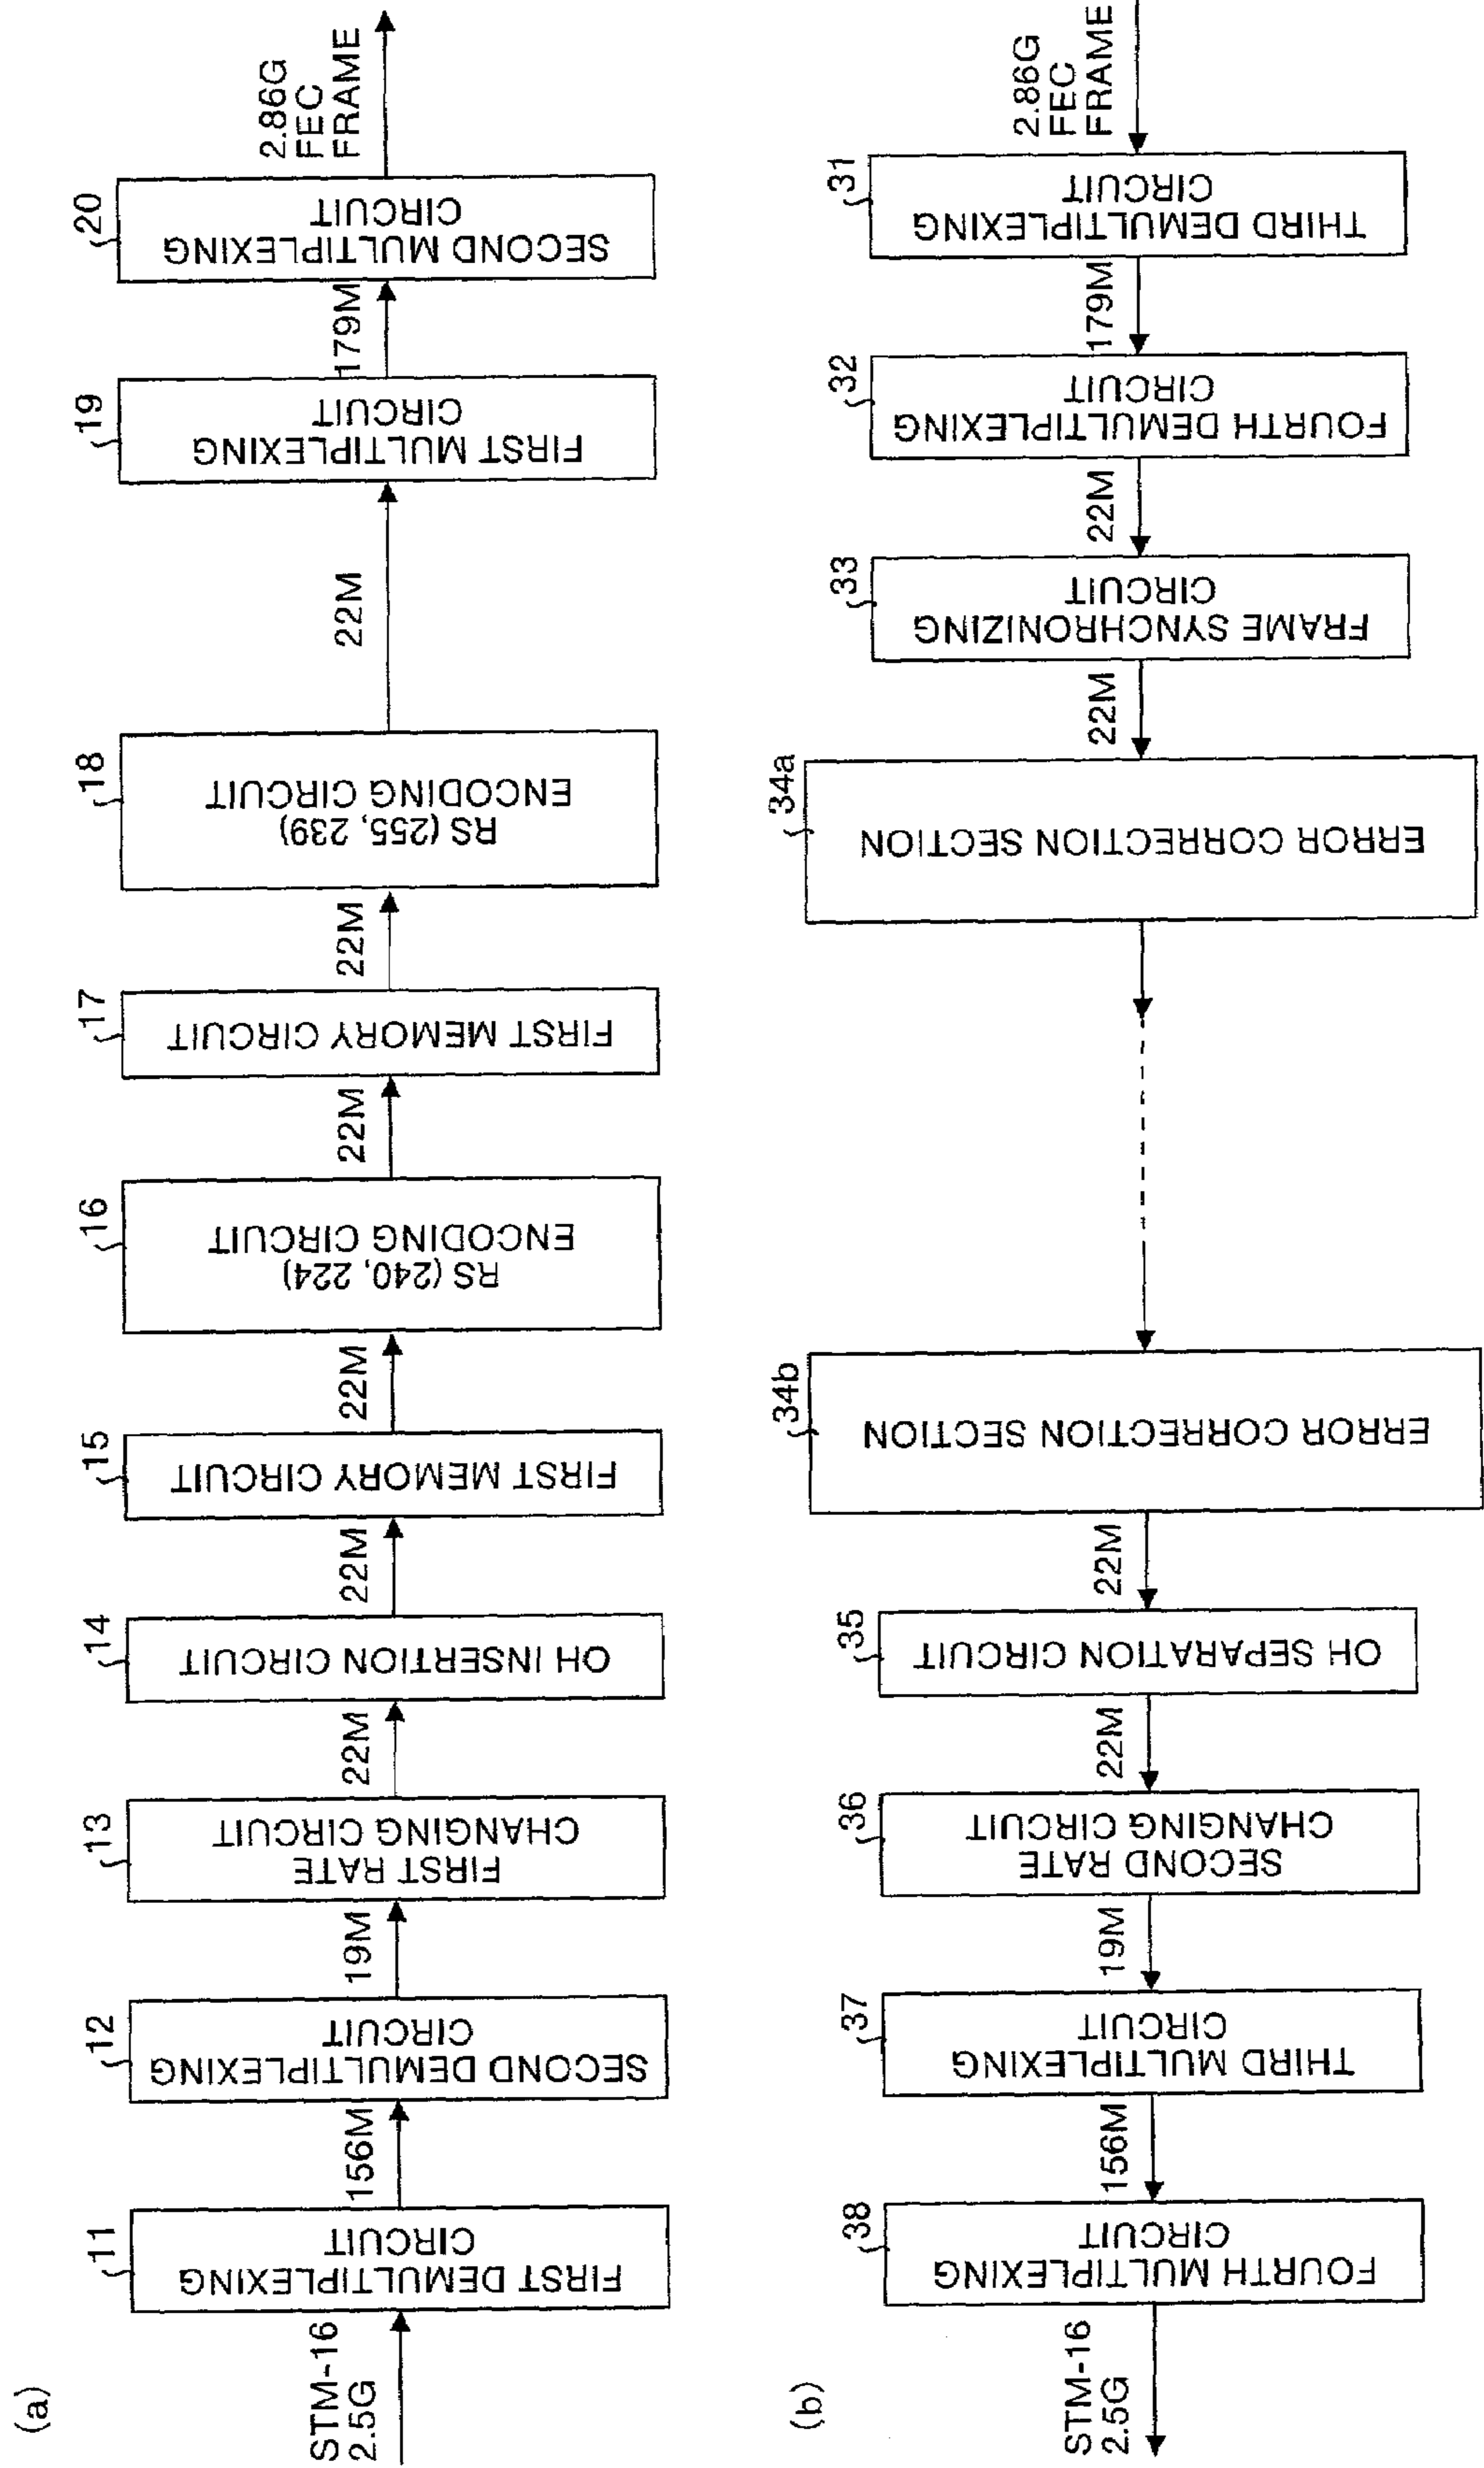 (a)
STM-16
2.5G
11
FIRST DEMULTIPLEXING
CIRCUIT
156M
12
SECOND DEMULTIPLEXING
CIRCUIT
19M
13
FIRST RATE
CHANGING CIRCUIT
22M
14
OH INSERTION CIRCUIT
22M
15
FIRST MEMORY CIRCUIT
22M
16
RS (240, 224)
ENCODING CIRCUIT
22M
17
FIRST MEMORY CIRCUIT
22M
18
RS (255, 239)
ENCODING CIRCUIT
22M
19
FIRST MULTIPLEXING
CIRCUIT
179M
20
SECOND MULTIPLEXING
CIRCUIT
2.86G
FEC
FRAME
(b)
STM-16
2.5G
38
FOURTH MULTIPLEXING
CIRCUIT
156M
37
THIRD MULTIPLEXING
CIRCUIT
19M
36
SECOND RATE
CHANGING CIRCUIT
22M
35
OH SEPARATION CIRCUIT
22M
34b
ERROR CORRECTION SECTION
34a
ERROR CORRECTION SECTION
22M
33
FRAME SYNCHRONIZING
CIRCUIT
22M
32
FOURTH DEMULTIPLEXING
CIRCUIT
179M
31
THIRD DEMULTIPLEXING
CIRCUIT
2.86G
FEC
FRAME